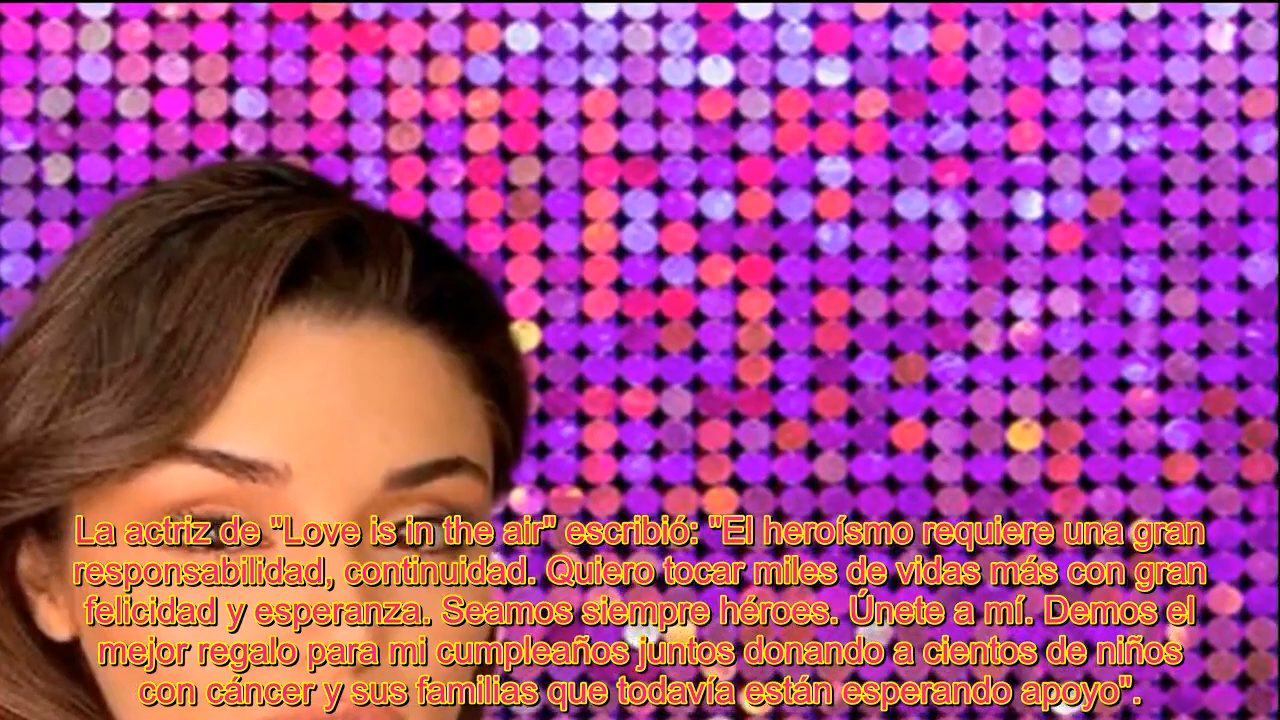 La actriz de "Love is in the air" escribió: "El heroísmo requiere una gran
responsabilidad, continuidad. Quiero tocar miles de vidas más con gran
felicidad y esperanza. Seamos siempre héroes. Únete a mí. Demos el
mejor regalo para mi cumpleaños juntos donando a cientos de niños
con cáncer y sus familias que todavía están esperando apoyo".